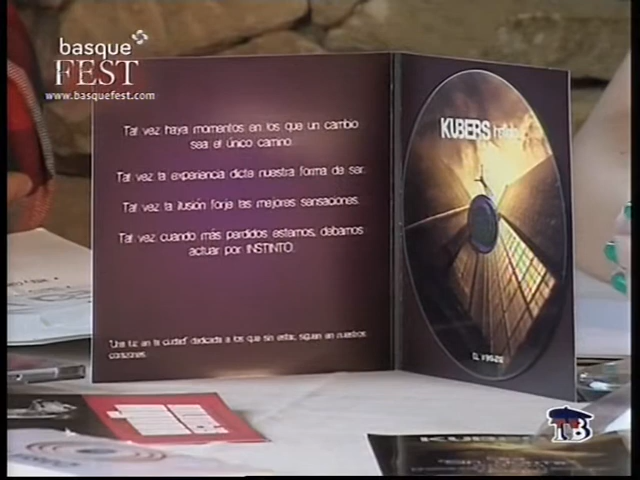 basque
FEST
www.basquefest.com
Tal vez haya momentos en los que un cambio
sea el único camino.
Tal vez la experiencia dicte nuestra forma de ser.
Tal vez la ilusión forje las mejores sensaciones.
Tal vez cuando más perdidos estamos, debamos
actuar por INSTINTO.
"Una luz en la ciudad" dedicada a los que sin estar, siguen en nuestros
corazones.
KUBERS
TB
KUBERS